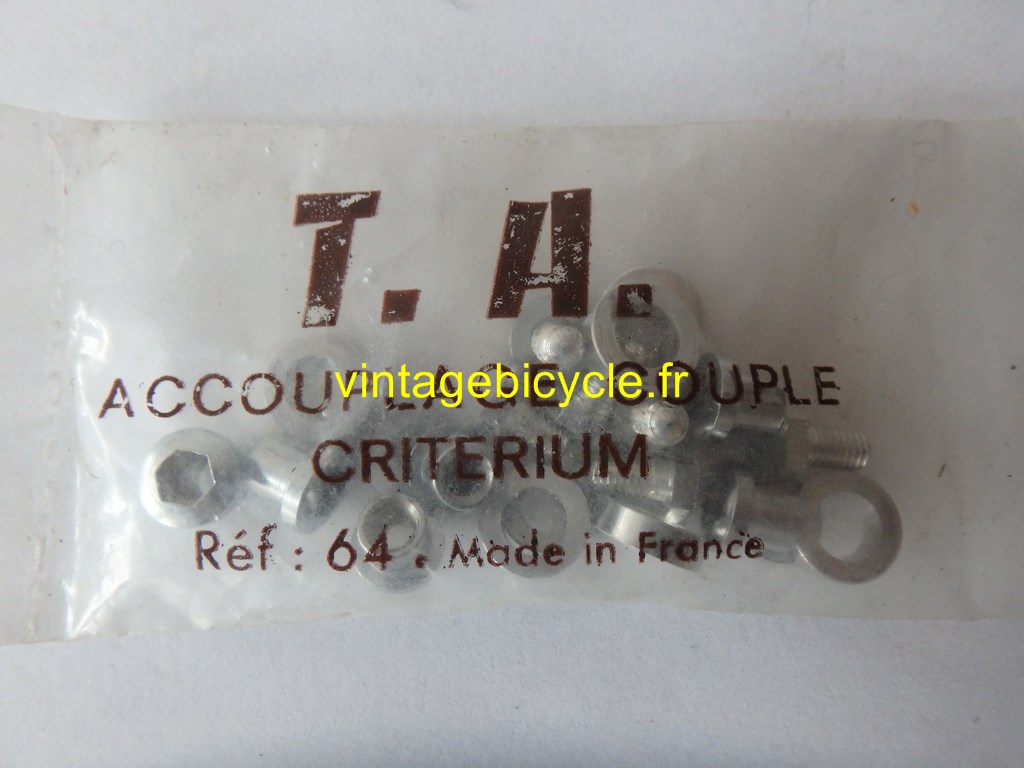 T. A.
ACCOUPLAGE COUPLE
vintagebicycle.fr
CRITERIUM
Réf : 64 . Made in France